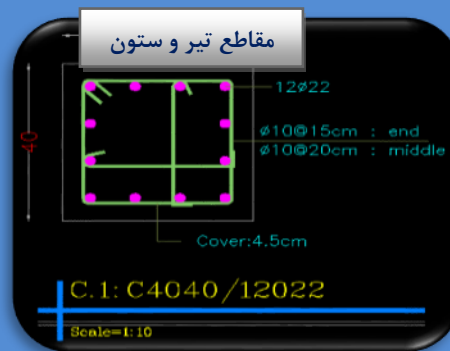 مقاطع تیر و ستون
12ø22
40
ø10@15cm : end
ø10@20cm : middle
Cover:4.5cm
C.1: C4040/12022
Scale=1:10